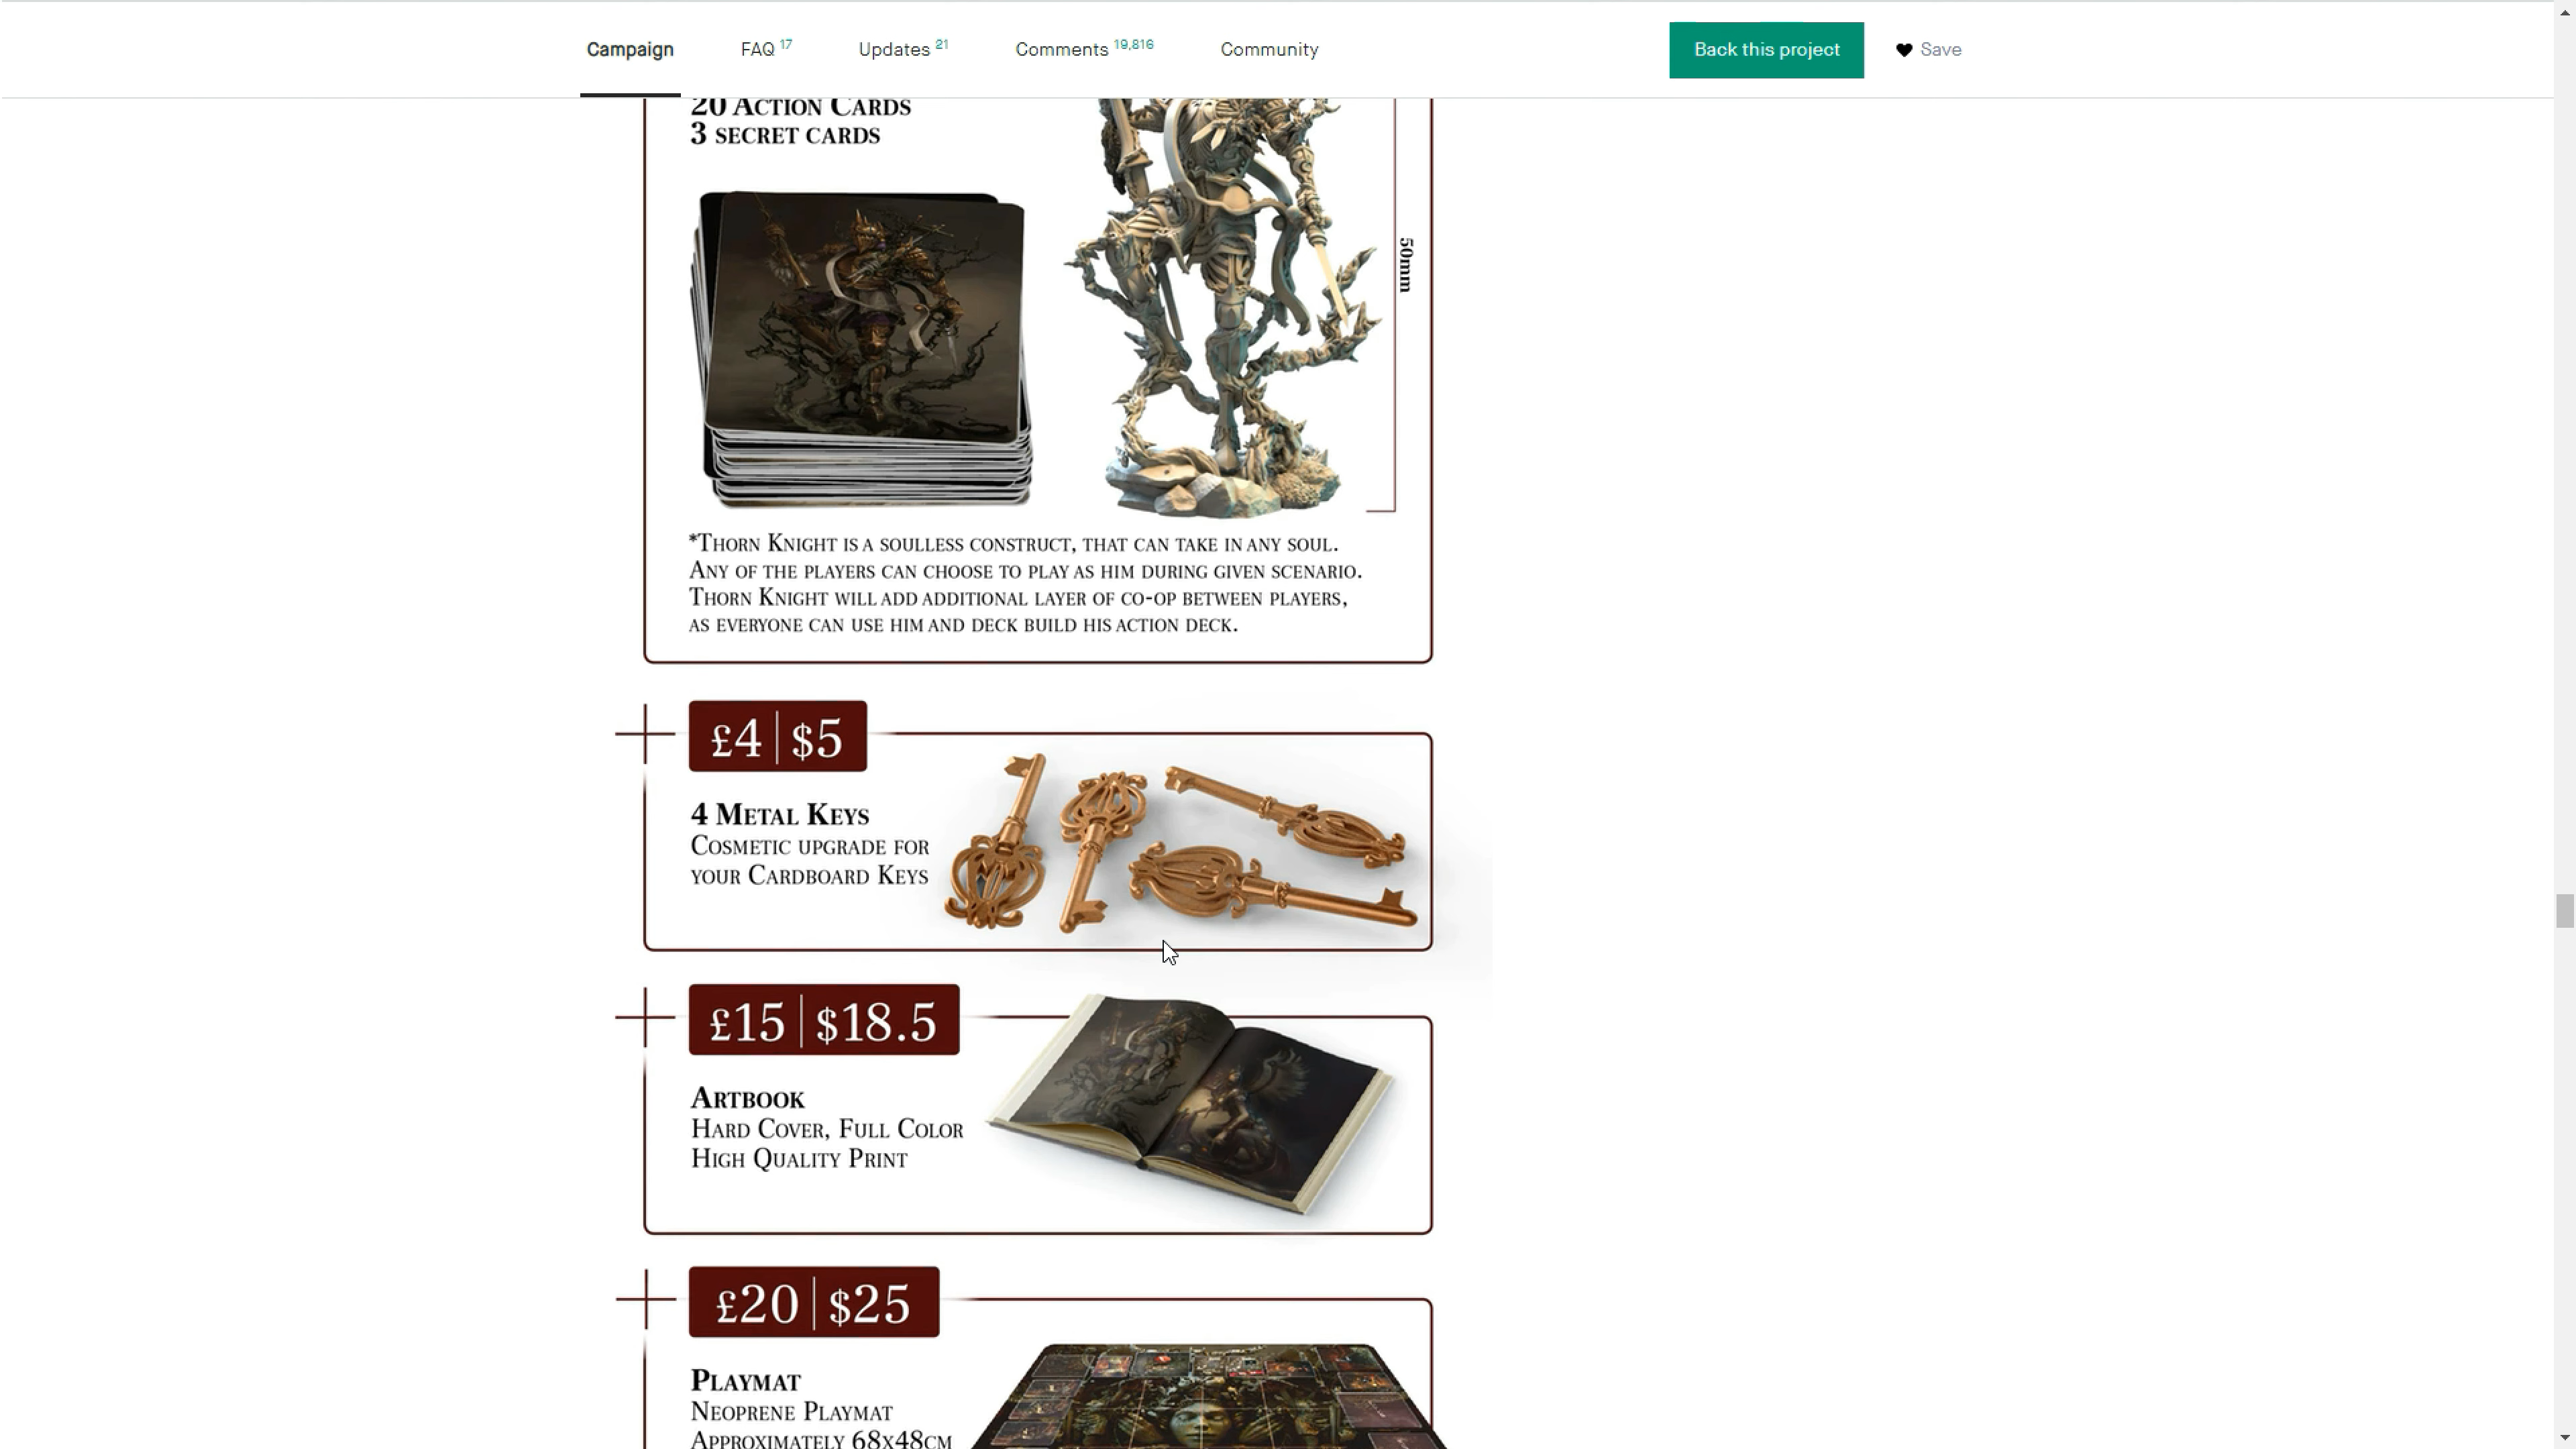 Campaign
FAQ 17
Updates 21
Comments 19,816
Community
Back this project
Save
20 Action Cards
3 secret cards
50mm
*Thorn Knight is a soulless construct, that can take in any soul.
Any of the players can choose to play as him during given scenario.
Thorn Knight will add additional layer of co-op between players,
as everyone can use him and deck build his action deck.
£4 | $5
4 Metal Keys
Cosmetic upgrade for
your Cardboard Keys
£15 | $18.5
Artbook
Hard Cover, Full Color
High Quality Print
£20 | $25
Playmat
Neoprene Playmat
Approximately 68x48cm